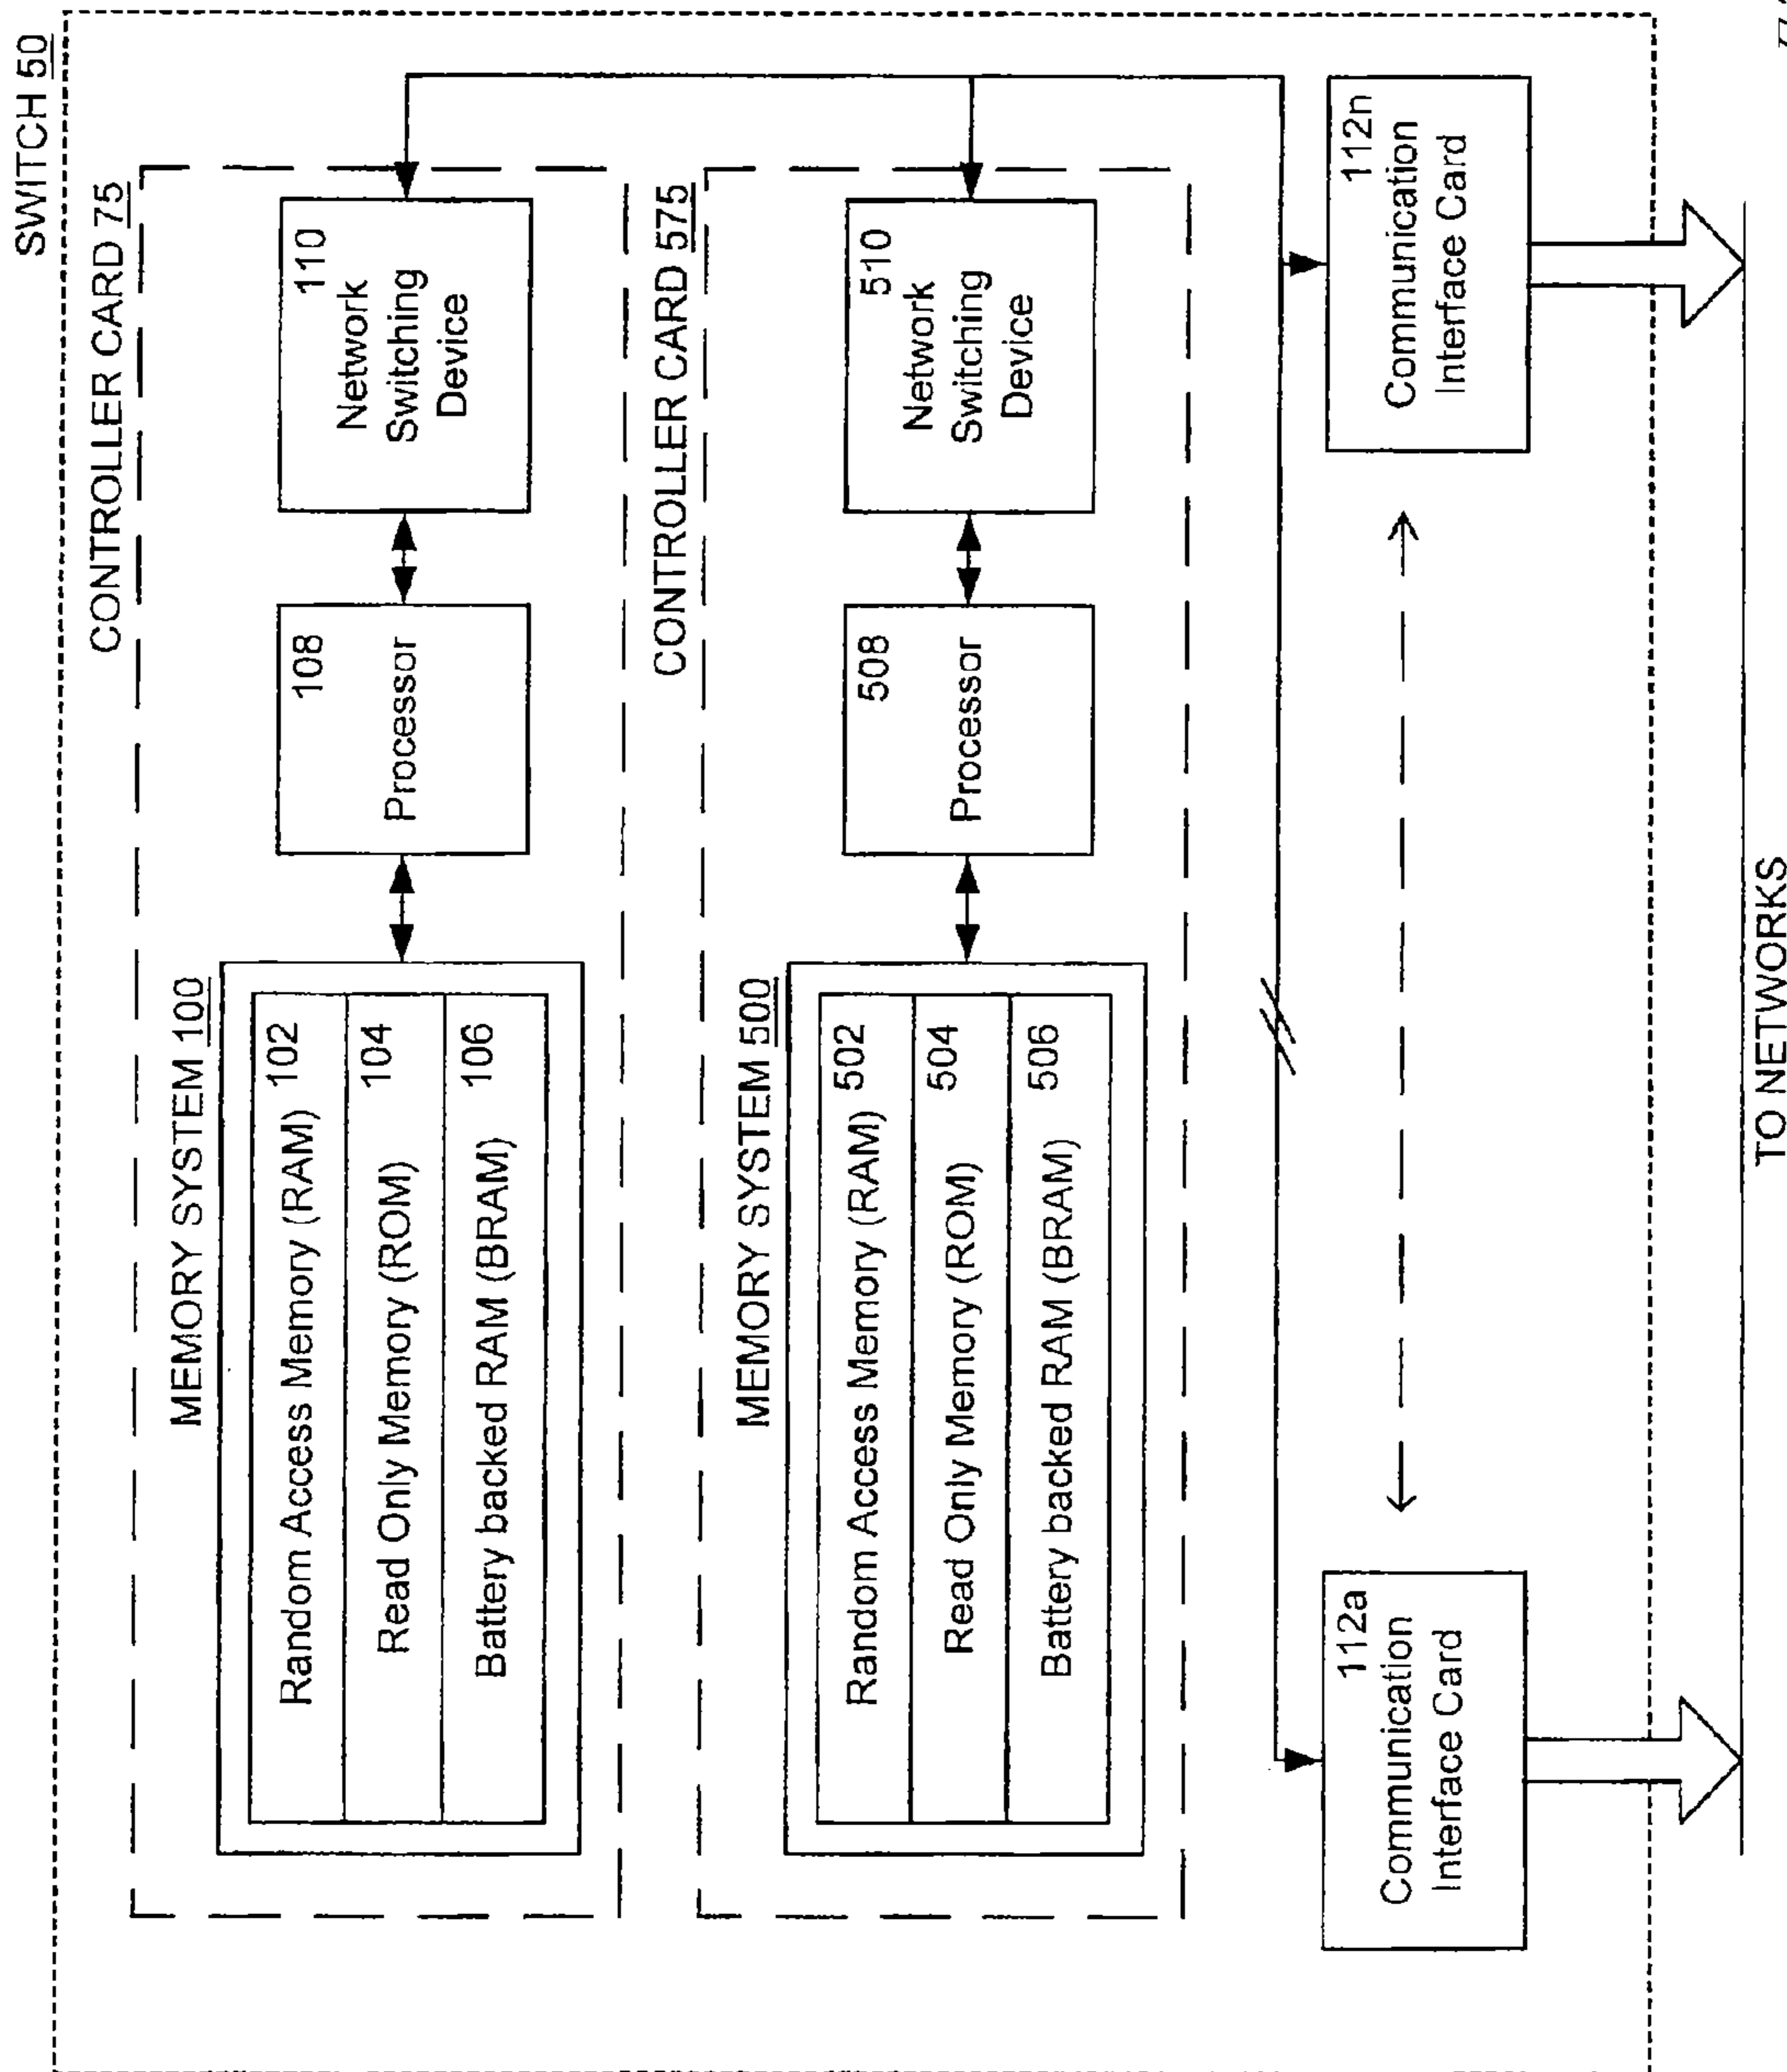 SWITCH 50
CONTROLLER CARD 75
MEMORY SYSTEM 100
Random Access Memory (RAM) 102
Read Only Memory (ROM) 104
Battery backed RAM (BRAM) 106
108
Processor
110
Network
Switching
Device
CONTROLLER CARD 575
MEMORY SYSTEM 500
Random Access Memory (RAM) 502
Read Only Memory (ROM) 504
Battery backed RAM (BRAM) 506
508
Processor
510
Network
Switching
Device
112a
Communication
Interface Card
112n
Communication
Interface Card
TO NETWORKS